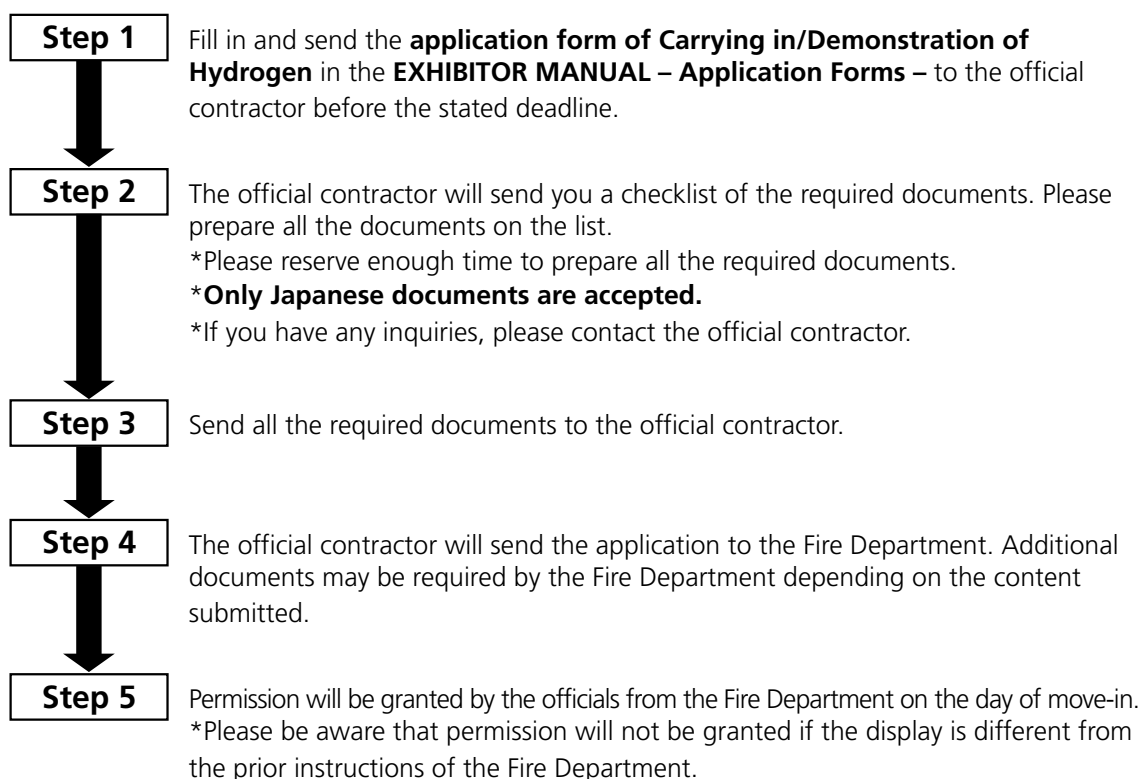 Step 1
Fill in and send the application form of Carrying in/Demonstration of
Hydrogen in the EXHIBITOR MANUAL – Application Forms – to the official
contractor before the stated deadline.
Step 2
The official contractor will send you a checklist of the required documents. Please
prepare all the documents on the list.
*Please reserve enough time to prepare all the required documents.
*Only Japanese documents are accepted.
*If you have any inquiries, please contact the official contractor.
Step 3
Send all the required documents to the official contractor.
Step 4
The official contractor will send the application to the Fire Department. Additional
documents may be required by the Fire Department depending on the content
submitted.
Step 5
Permission will be granted by the officials from the Fire Department on the day of move-in.
*Please be aware that permission will not be granted if the display is different from
the prior instructions of the Fire Department.